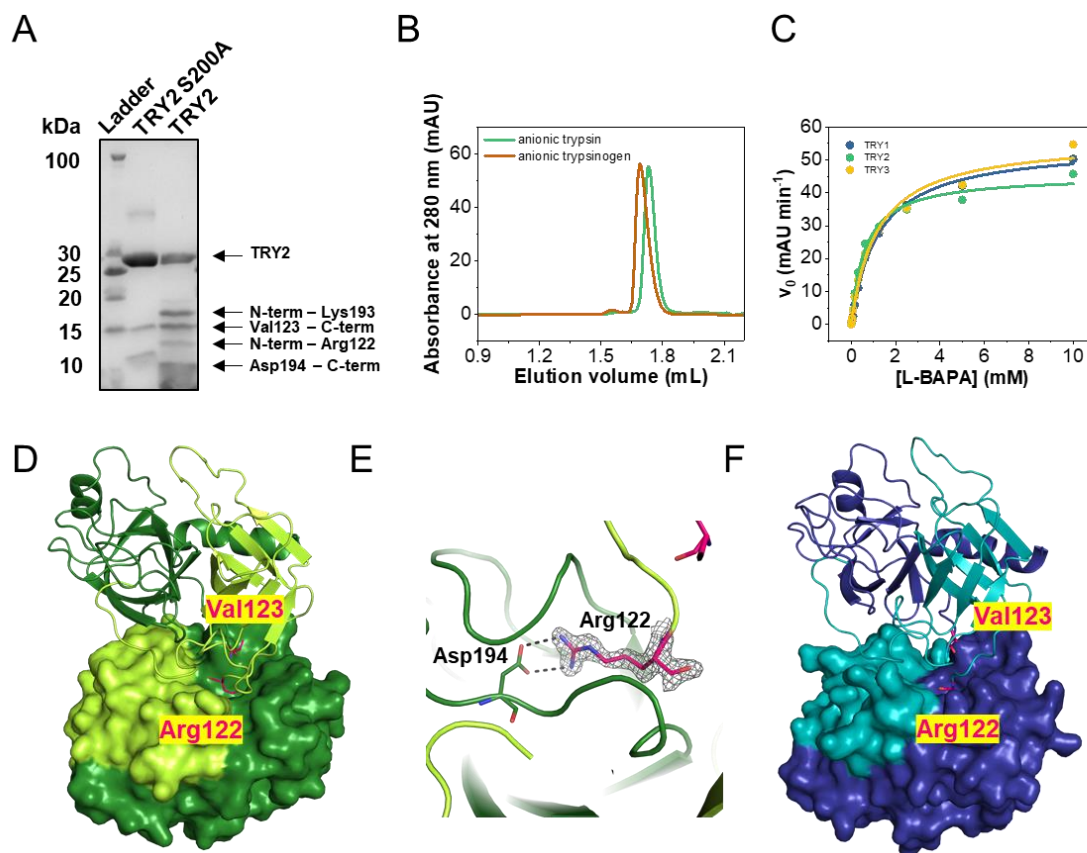 A
Ladder
TRY2 S200A
TRY2
kDa
100
30
25
20
15
10
TRY2
N-term – Lys193
Val123 – C-term
N-term – Arg122
Asp194 – C-term
B
Absorbance at 280 nm (mAU)
60
40
20
0
anionic trypsin
anionic trypsinogen
0.9
1.2
1.5
1.8
2.1
Elution volume (mL)
C
v0 (mAU min-1)
60
50
40
30
20
10
0
TRY1
TRY2
TRY3
0
2
4
6
8
10
[L-BAPA] (mM)
D
Val123
Arg122
E
Arg122
Asp194
F
Val123
Arg122